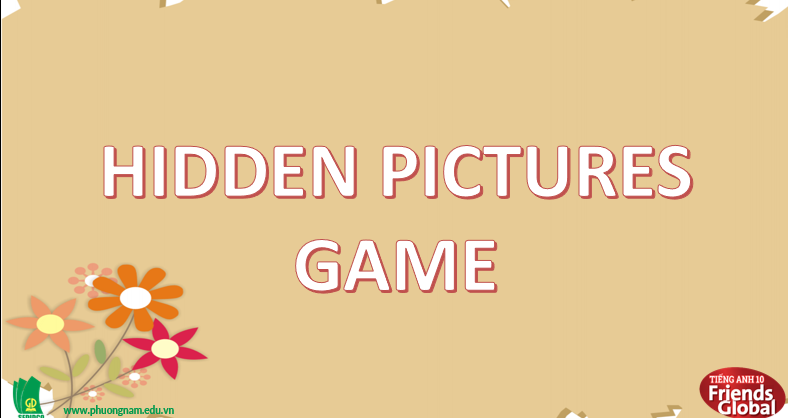 HIDDEN PICTURES
GAME
TIẾNG ANH 10
Friends
Global
www.phuongnam.edu.vn